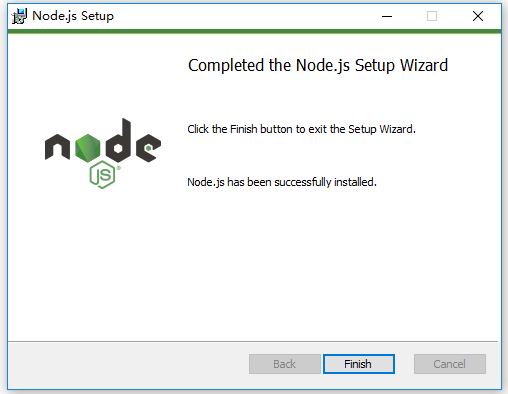 Node.js Setup
Completed the Node.js Setup Wizard
Click the Finish button to exit the Setup Wizard.
node
JS
Node.js has been successfully installed.
Back
Finish
Cancel